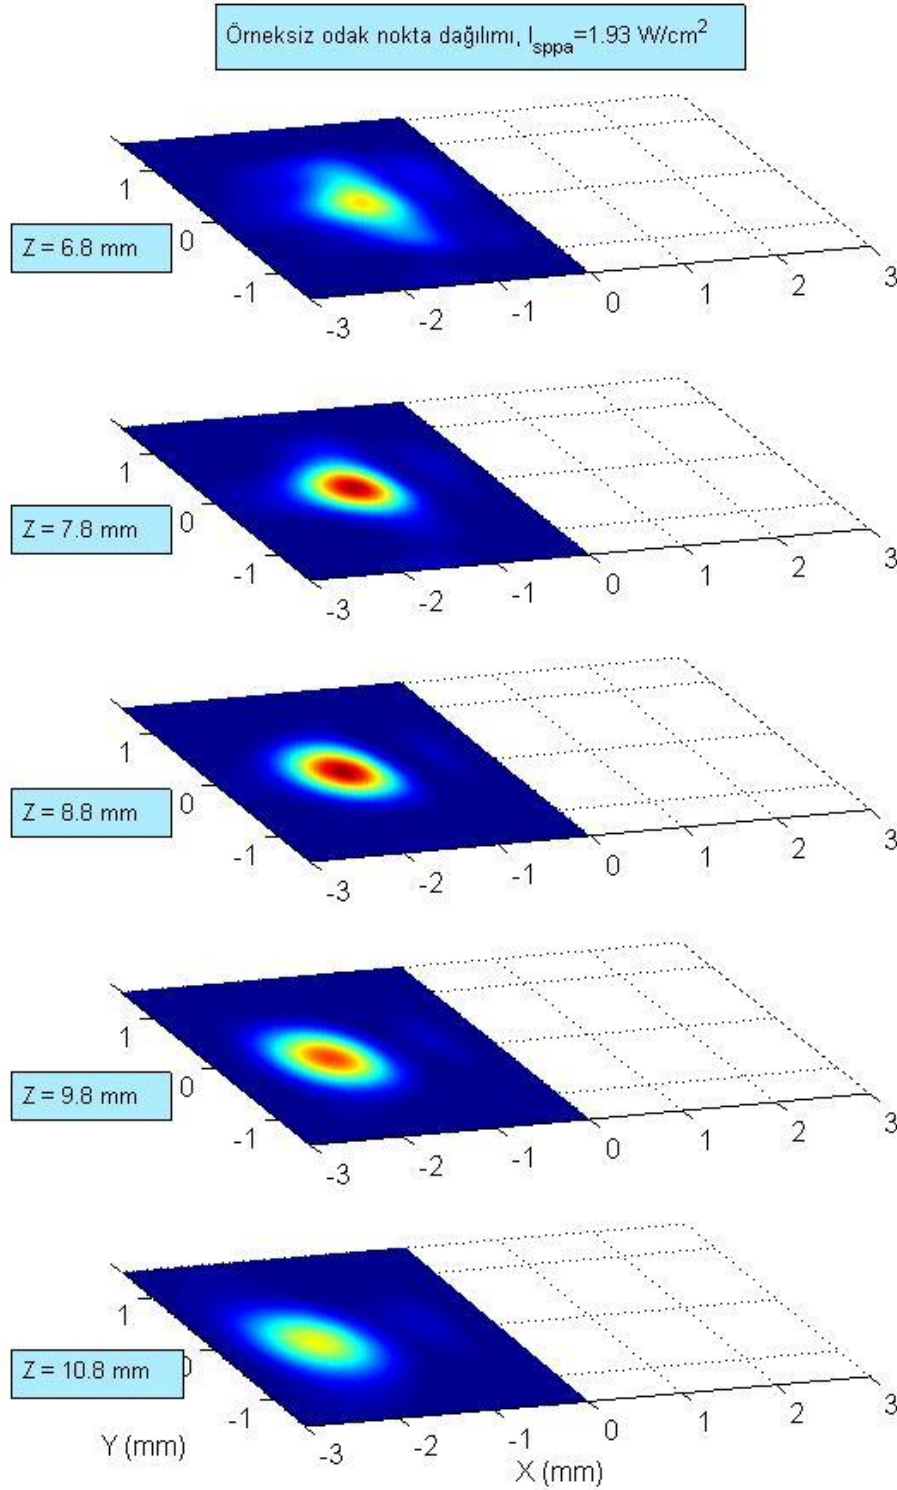 Örneksiz odak nokta dağılımı, I_sppa=1.93 W/cm²
1
0
-1
Z = 6.8 mm
-3 -2 -1 0 1 2 3
1
0
-1
Z = 7.8 mm
-3 -2 -1 0 1 2 3
1
0
-1
Z = 8.8 mm
-3 -2 -1 0 1 2 3
1
0
-1
Z = 9.8 mm
-3 -2 -1 0 1 2 3
1
0
-1
Z = 10.8 mm
-3 -2 -1 0 1 2 3
Y (mm)
X (mm)